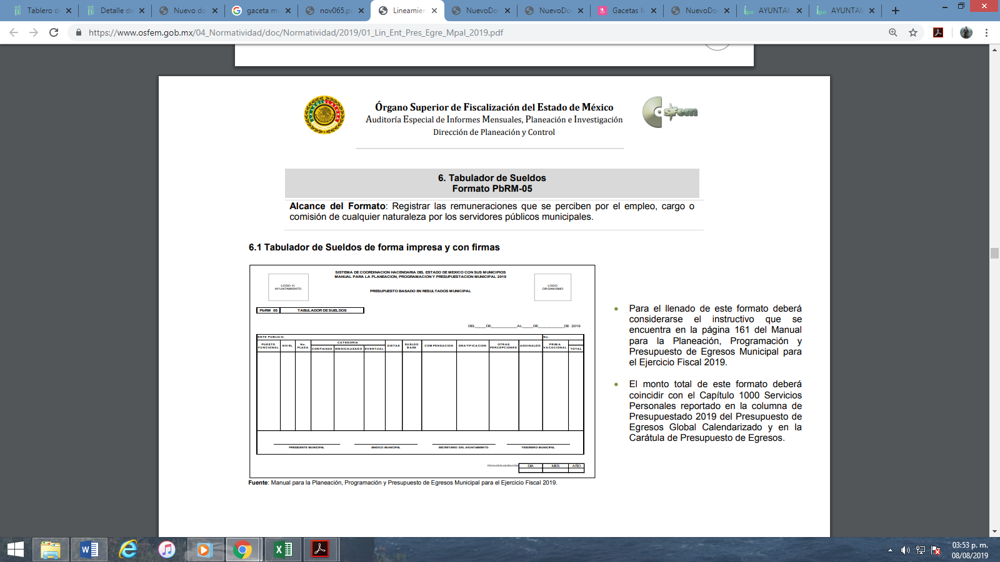 Tablero d
Detalle de
Nuevo do
gaceta mu
nov065.pd
Lineamien
NuevoDo
NuevoDo
Gacetas M
NuevoDo
AYUNTAM
AYUNTAM
https://www.osfem.gob.mx/04_Normatividad/doc/Normatividad/2019/01_Lin_Ent_Pres_Egre_Mpal_2019.pdf
Órgano Superior de Fiscalización del Estado de México
Auditoría Especial de Informes Mensuales, Planeación e Investigación
Dirección de Planeación y Control
osfem
6. Tabulador de Sueldos
Formato PbRM-05
Alcance del Formato: Registrar las remuneraciones que se perciben por el empleo, cargo o
comisión de cualquier naturaleza por los servidores públicos municipales.
6.1 Tabulador de Sueldos de forma impresa y con firmas
SISTEMA DE COORDINACION HACENDARIA DEL ESTADO DE MEXICO CON SUS MUNICIPIOS
MANUAL PARA LA PLANEACION, PROGRAMACION Y PRESUPUESTACION MUNICIPAL 2019
LOGO H.
AYUNTAMIENTO
LOGO
ORGANISMO
PRESUPUESTO BASADO EN RESULTADOS MUNICIPAL
PbRM 05 TABULADOR DE SUELDOS
DEL_____DE____________AL_____DE____________DE 2019
ENTE PUBLICO: No.
PUESTO FUNCIONAL NIVEL No. PLAZA CATEGORIA DIETAS SUELDO BASE COMPENSACION GRATIFICACION OTRAS PERCEPCIONES AGUINALDO PRIMA VACACIONAL TOTAL
CONFIANZA SINDICALIZADO EVENTUAL
PRESIDENTE MUNICIPAL SINDICO MUNICIPAL SECRETARIO DEL AYUNTAMIENTO TESORERO MUNICIPAL
FECHA DE ELABORACIÓN DIA MES AÑO
Fuente: Manual para la Planeación, Programación y Presupuesto de Egresos Municipal para el Ejercicio Fiscal 2019.
• Para el llenado de este formato deberá
considerarse el instructivo que se
encuentra en la página 161 del Manual
para la Planeación, Programación y
Presupuesto de Egresos Municipal para
el Ejercicio Fiscal 2019.
• El monto total de este formato deberá
coincidir con el Capítulo 1000 Servicios
Personales reportado en la columna de
Presupuestado 2019 del Presupuesto de
Egresos Global Calendarizado y en la
Carátula de Presupuesto de Egresos.
03:53 p. m.
08/08/2019